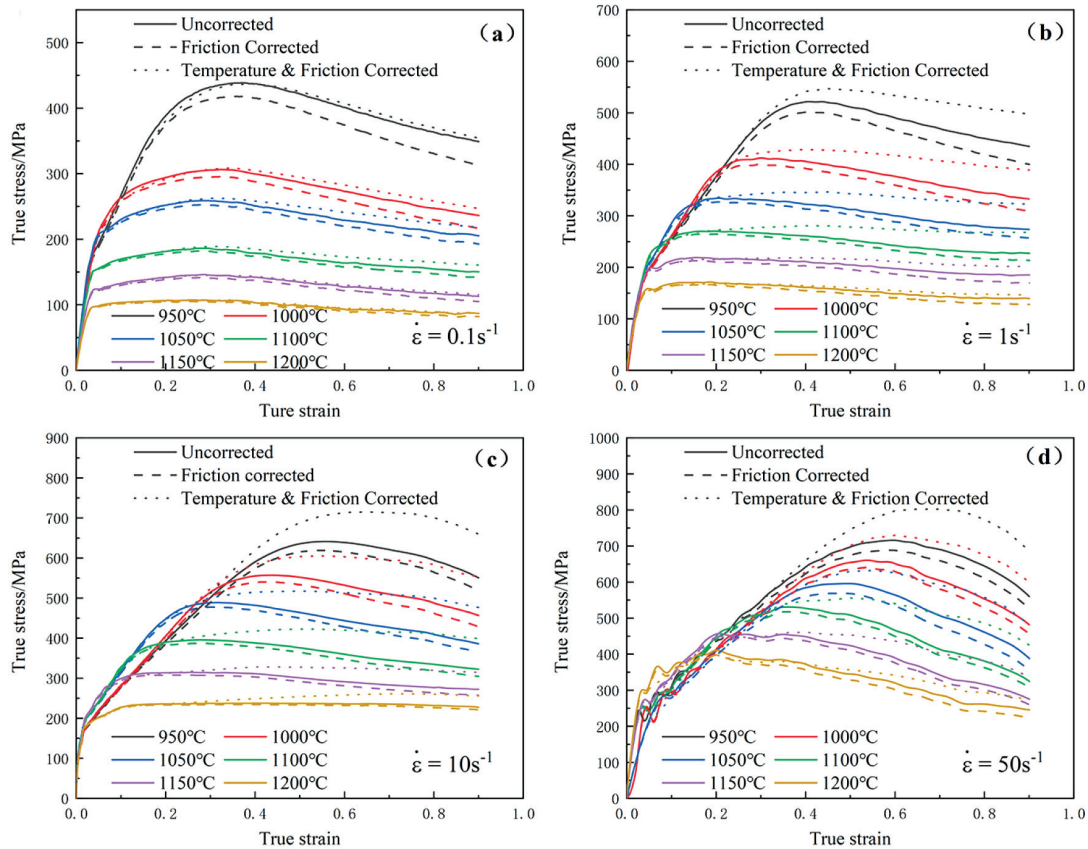 (a)
Uncorrected
Friction Corrected
Temperature & Friction Corrected
True stress/MPa
500
400
300
200
100
0
950℃ 1000℃
1050℃ 1100℃
1150℃ 1200℃
ε̇ = 0.1s⁻¹
0.0 0.2 0.4 0.6 0.8 1.0
Ture strain
(b)
Uncorrected
Friction Corrected
Temperature & Friction Corrected
True stress/MPa
700
600
500
400
300
200
100
0
950℃ 1000℃
1050℃ 1100℃
1150℃ 1200℃
ε̇ = 1s⁻¹
0.0 0.2 0.4 0.6 0.8 1.0
True strain
(c)
Uncorrected
Friction corrected
Temperature & Friction Corrected
True stress/MPa
900
800
700
600
500
400
300
200
100
0
950℃ 1000℃
1050℃ 1100℃
1150℃ 1200℃
ε̇ = 10s⁻¹
0.0 0.2 0.4 0.6 0.8 1.0
True strain
(d)
Uncorrected
Friction Corrected
Temperature & Friction Corrected
True stress/MPa
1000
900
800
700
600
500
400
300
200
100
0
950℃ 1000℃
1050℃ 1100℃
1150℃ 1200℃
ε̇ = 50s⁻¹
0.0 0.2 0.4 0.6 0.8 1.0
True strain